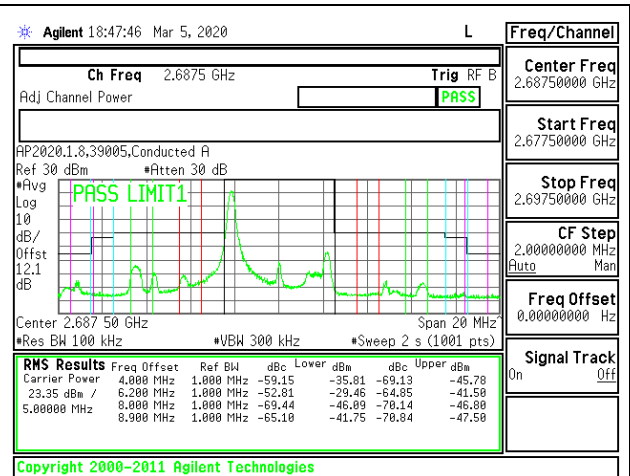 Agilent 18:47:46 Mar 5, 2020 L
Freq/Channel
Ch Freq 2.6875 GHz Trig RF B
Adj Channel Power PASS
AP2020.1.8,39005,Conducted A
Ref 30 dBm #Atten 30 dB
#Avg
Log
10
dB/
Offst
12.1
dB
PASS LIMIT1
Center 2.687 50 GHz Span 20 MHz
#Res BW 100 kHz #VBW 300 kHz #Sweep 2 s (1001 pts)
RMS Results Freq Offset Ref BW dBc Lower dBm dBc Upper dBm
Carrier Power 4.000 MHz 1.000 MHz -59.15 -35.81 -69.13 -45.78
23.35 dBm / 6.200 MHz 1.000 MHz -52.81 -29.46 -64.85 -41.50
5.00000 MHz 8.000 MHz 1.000 MHz -69.44 -46.09 -70.14 -46.80
8.900 MHz 1.000 MHz -65.10 -41.75 -70.84 -47.50
Center Freq
2.68750000 GHz
Start Freq
2.67750000 GHz
Stop Freq
2.69750000 GHz
CF Step
2.00000000 MHz
Auto Man
Freq Offset
0.00000000 Hz
Signal Track
On Off
Copyright 2000-2011 Agilent Technologies